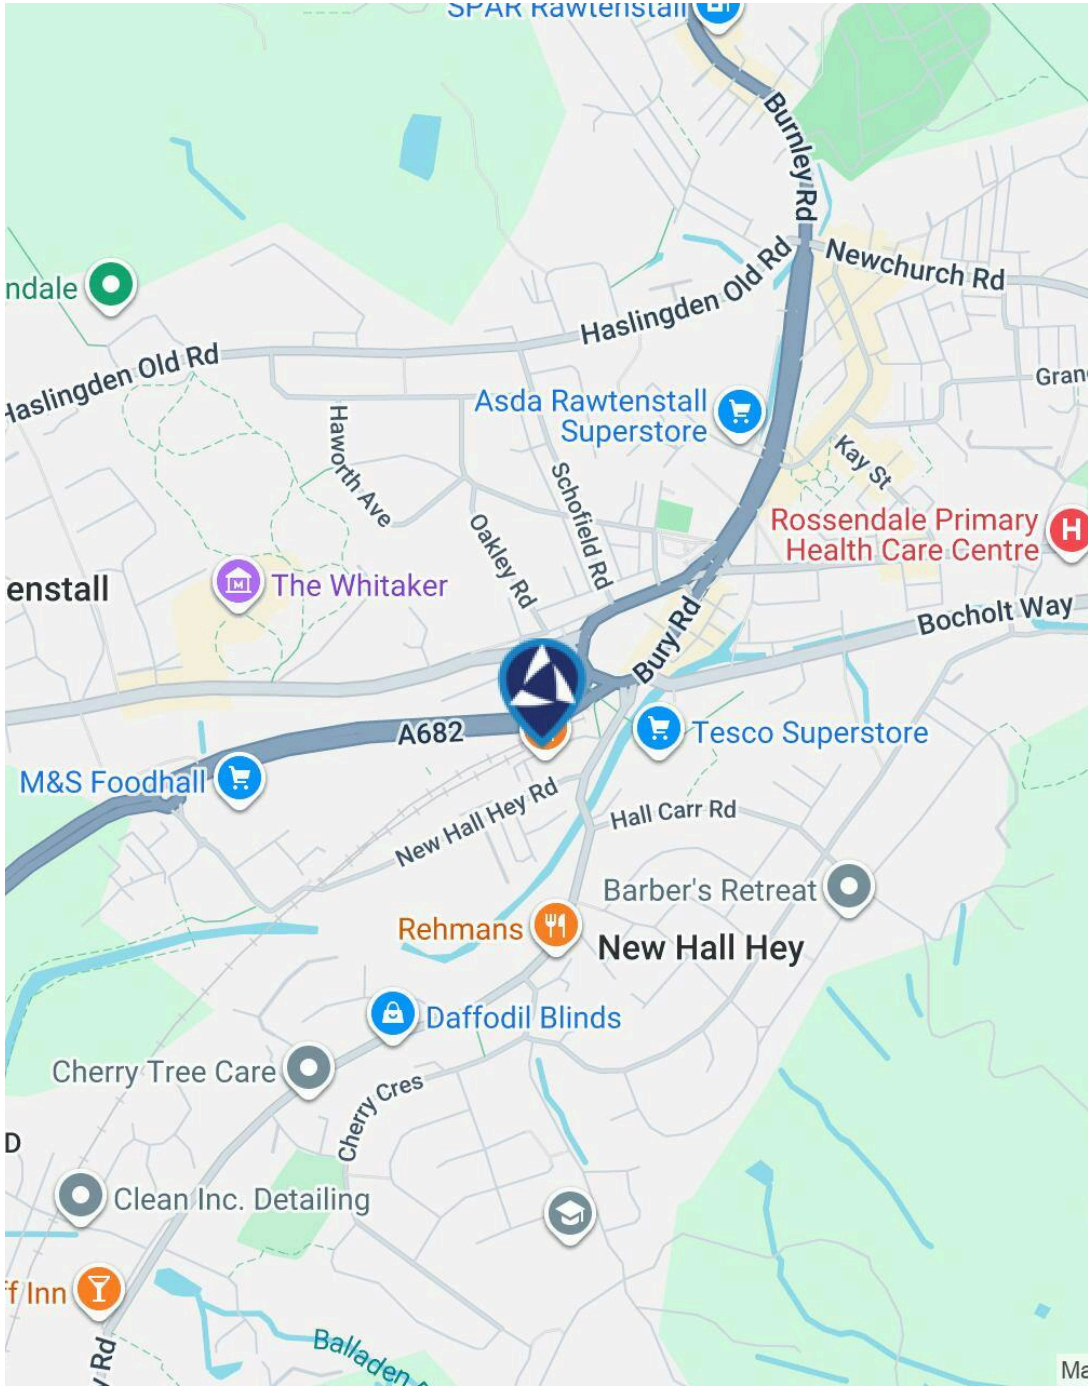 SPAR Rawtenstall
Burnley Rd
Newchurch Rd
Haslingden Old Rd
ndale
Haslingden Old Rd
Gran
Asda Rawtenstall
Superstore
Haworth Ave
Kay St
Schofield Rd
Oakley Rd
Rossendale Primary
Health Care Centre
H
enstall
M
The Whitaker
Bocholt Way
Bury Rd
A682
Tesco Superstore
M&S Foodhall
New Hall Hey Rd
Hall Carr Rd
Barber's Retreat
Rehmans
New Hall Hey
Daffodil Blinds
Cherry Tree Care
Cherry Cres
D
Clean Inc. Detailing
ff Inn
Balladen
y Rd
Ma